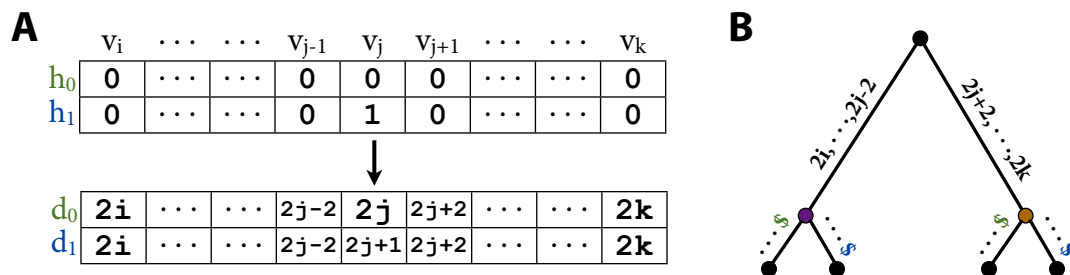 A
v_i ··· ··· v_{j-1} v_j v_{j+1} ··· ··· v_k
h_0 0 ··· ··· 0 0 0 ··· ··· 0
h_1 0 ··· ··· 0 1 0 ··· ··· 0
d_0 2i ··· ··· 2j-2 2j 2j+2 ··· ··· 2k
d_1 2i ··· ··· 2j-2 2j+1 2j+2 ··· ··· 2k
B
2i,···,2j-2
2j+2,···,2k
···$ ···$ ···$ ···$